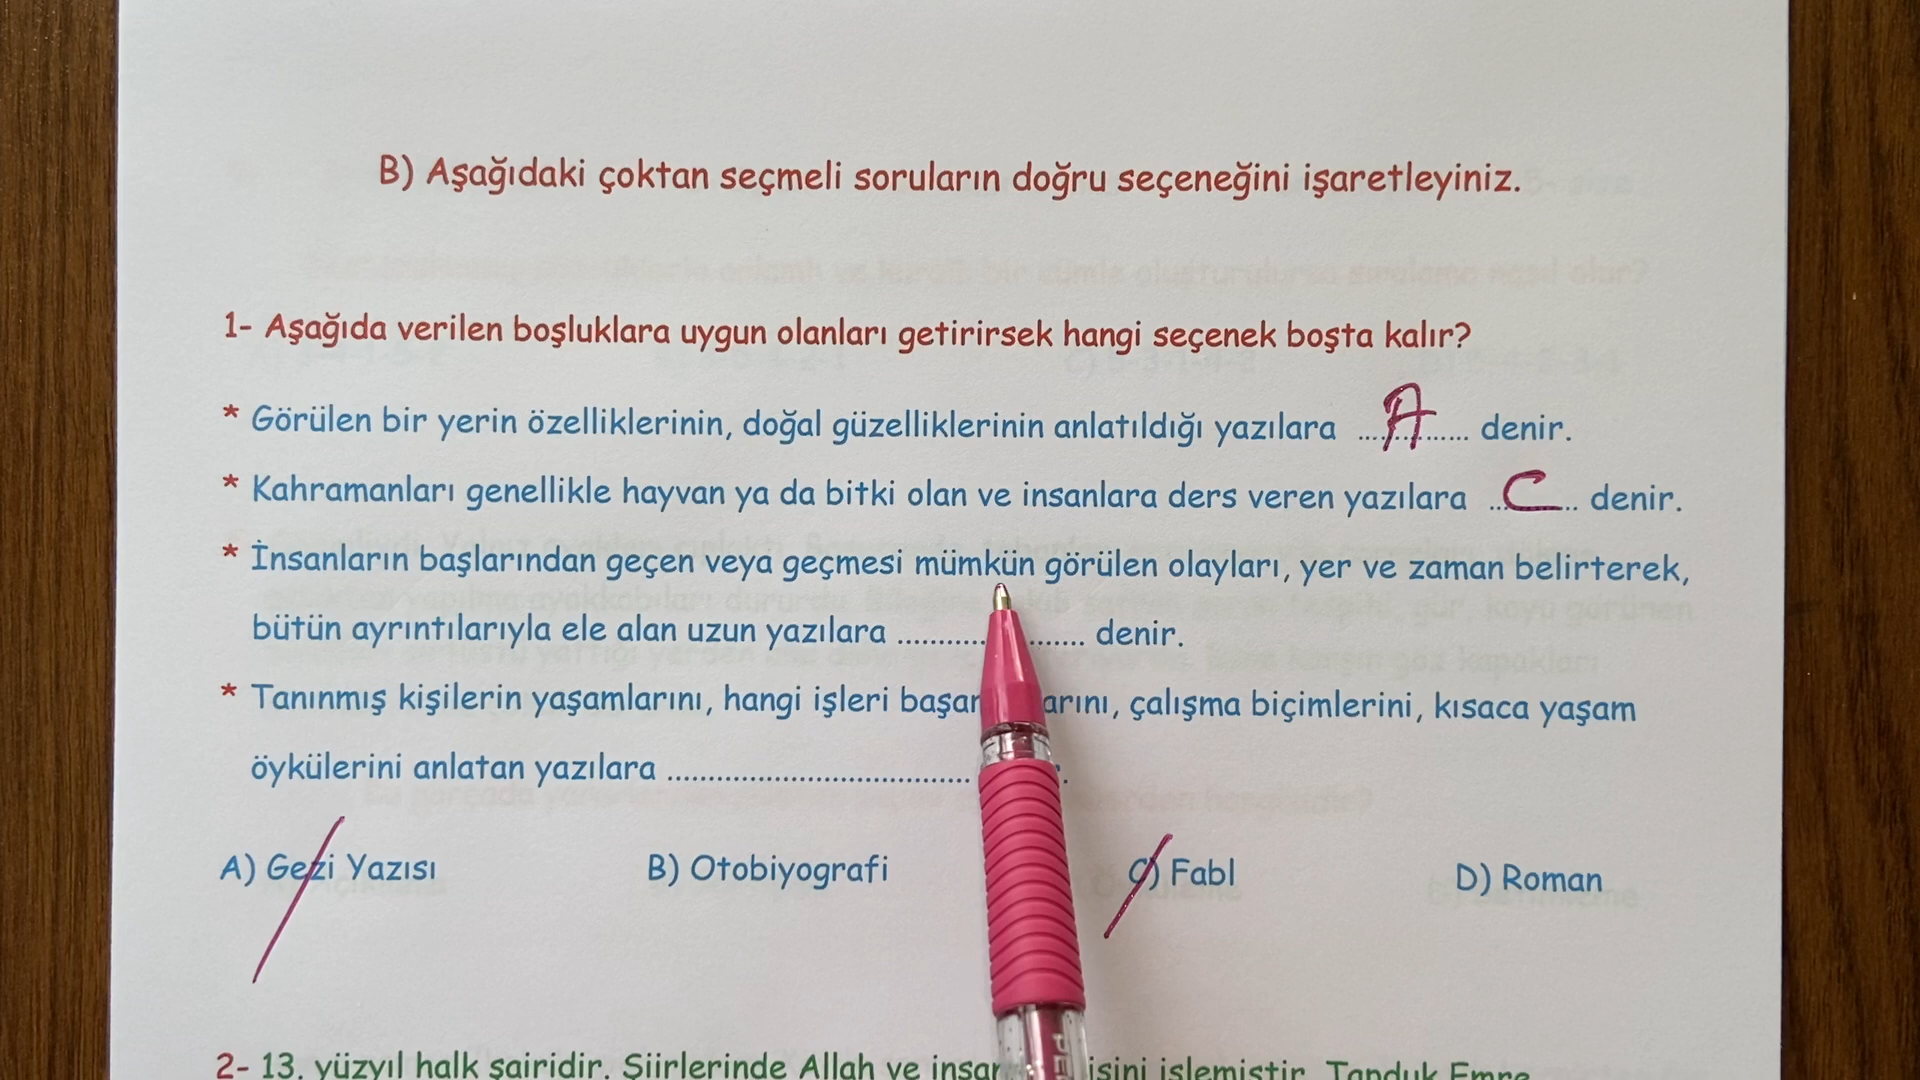 B) Aşağıdaki çoktan seçmeli soruların doğru seçeneğini işaretleyiniz.
1- Aşağıda verilen boşluklara uygun olanları getirirsek hangi seçenek boşta kalır?
* Görülen bir yerin özelliklerinin, doğal güzelliklerinin anlatıldığı yazılara ....A....... denir.
* Kahramanları genellikle hayvan ya da bitki olan ve insanlara ders veren yazılara ..C.. denir.
* İnsanların başlarından geçen veya geçmesi mümkün görülen olayları, yer ve zaman belirterek,
bütün ayrıntılarıyla ele alan uzun yazılara ........... ...... denir.
* Tanınmış kişilerin yaşamlarını, hangi işleri çalışma biçimlerini, kısaca yaşam
öykülerini anlatan yazılara .....................................
A) Gezi Yazısı B) Otobiyografi C) Fabl D) Roman
2- 13. yüzyıl halk şairidir. Şiirlerinde Allah ve işlemiştir. Tapduk Emre